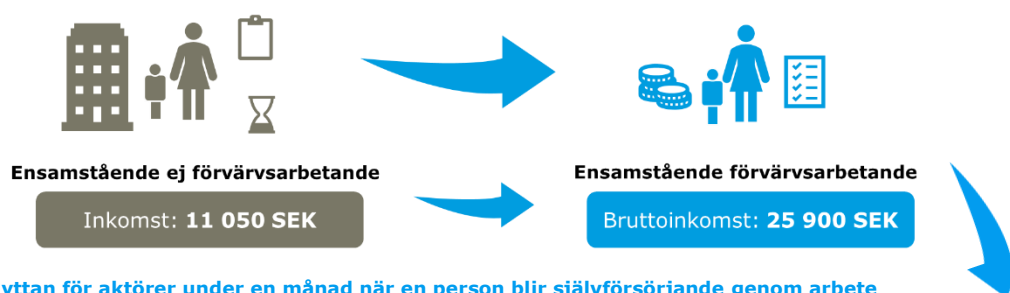 Ensamstående ej förvärvsarbetande
Inkomst: 11 050 SEK
Ensamstående förvärvsarbetande
Bruttoinkomst: 25 900 SEK
för aktörer under en månad när en person blir självförsörjande genom arbete